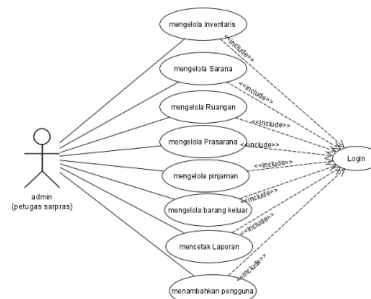 mengelola inventaris
<<include>>
mengelola Sarana
<<include>>
mengelola Ruangan
<<include>>
mengelola Prasarana
<<include>>
Login
mengelola pinjaman
<<include>>
admin
(petugas sarpras)
mengelola barang keluar
<<include>>
mencetak Laporan
<<include>>
menambahkan pengguna
<<include>>